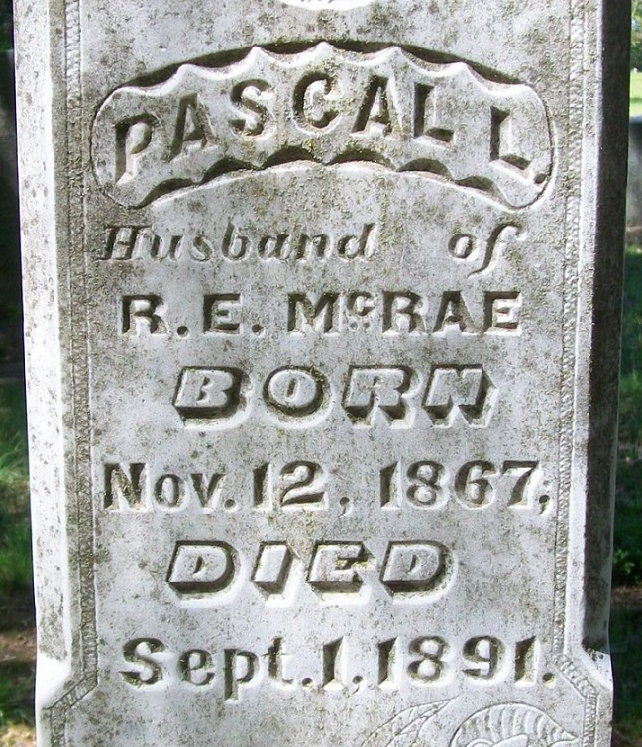 PASCAL L.
Husband of
R. E. McRAE
BORN
Nov. 12, 1867,
DIED
Sept. 1, 1891.